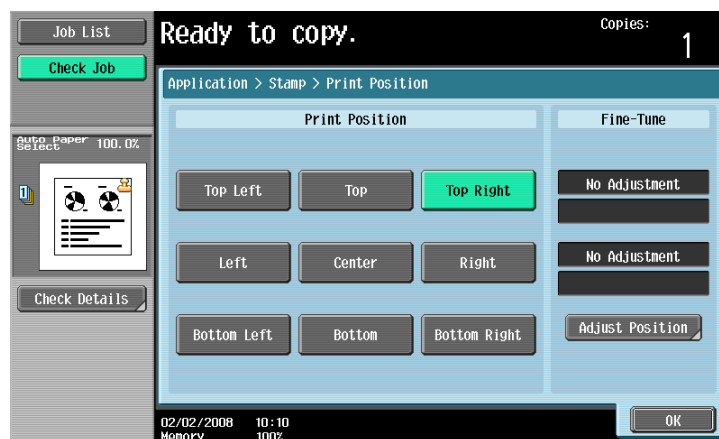 Job List
Check Job
Ready to copy.
Copies:
1
Application > Stamp > Print Position
Print Position
Fine-Tune
Auto Paper
Select
100.0%
1
Top Left
Top
Top Right
No Adjustment
Left
Center
Right
No Adjustment
Check Details
Bottom Left
Bottom
Bottom Right
Adjust Position
02/02/2008 10:10
Memory 100%
OK